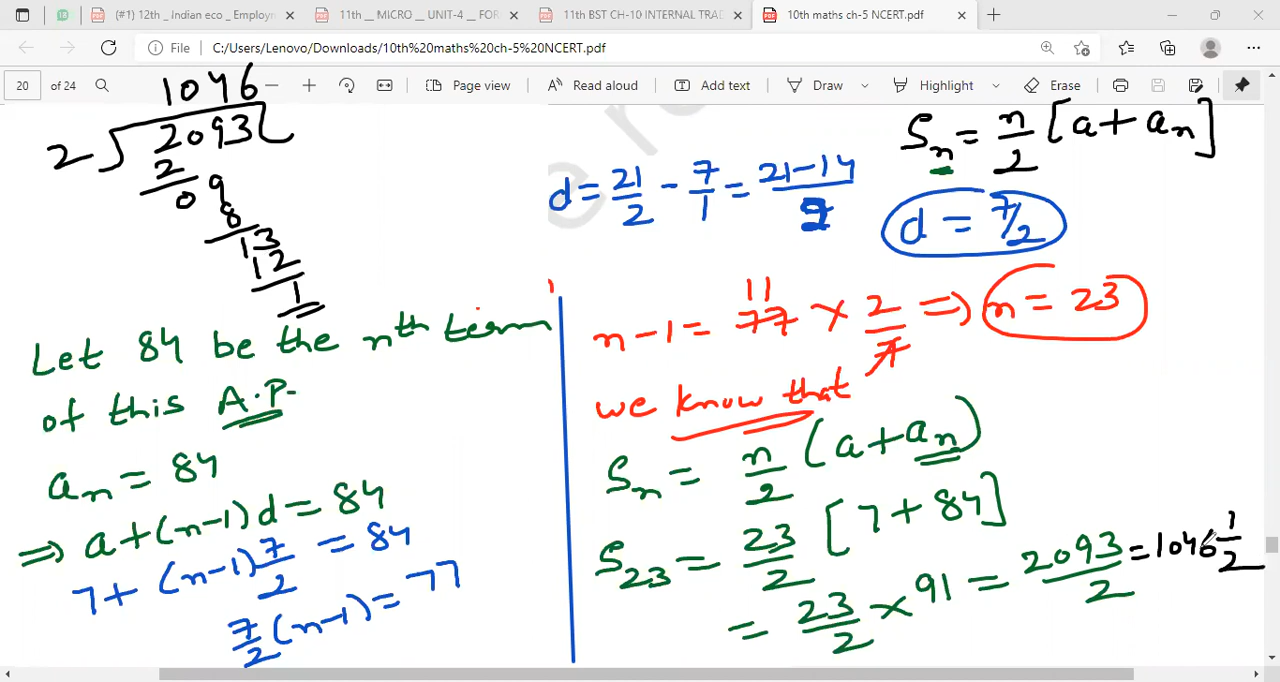 (#1) 12th _ Indian eco _ Employm
11th __ MICRO __ UNIT-4 __ FOR
11th BST CH-10 INTERNAL TRAD
10th maths ch-5 NCERT.pdf
File C:/Users/Lenovo/Downloads/10th%20maths%20ch-5%20NCERT.pdf
20 of 24 Page view Read aloud Add text Draw Highlight Erase
1046
2 ) 2093 (
2
09
8
13
12
1
Let 84 be the nth term
of this A.P-
an = 84
⇒ a+(n-1)d = 84
7+(n-1)7/2 = 84
7/2(n-1) = 77
Sn = n/2 [a+an]
d = 21/2 - 7/1 = 21-14/2
d = 7/2
n-1 = 77 11 × 2/7 ⇒ n = 23
we know that
Sn = n/2 (a+an)
S23 = 23/2 [7+84]
= 23/2 × 91 = 2093/2 = 1046 1/2